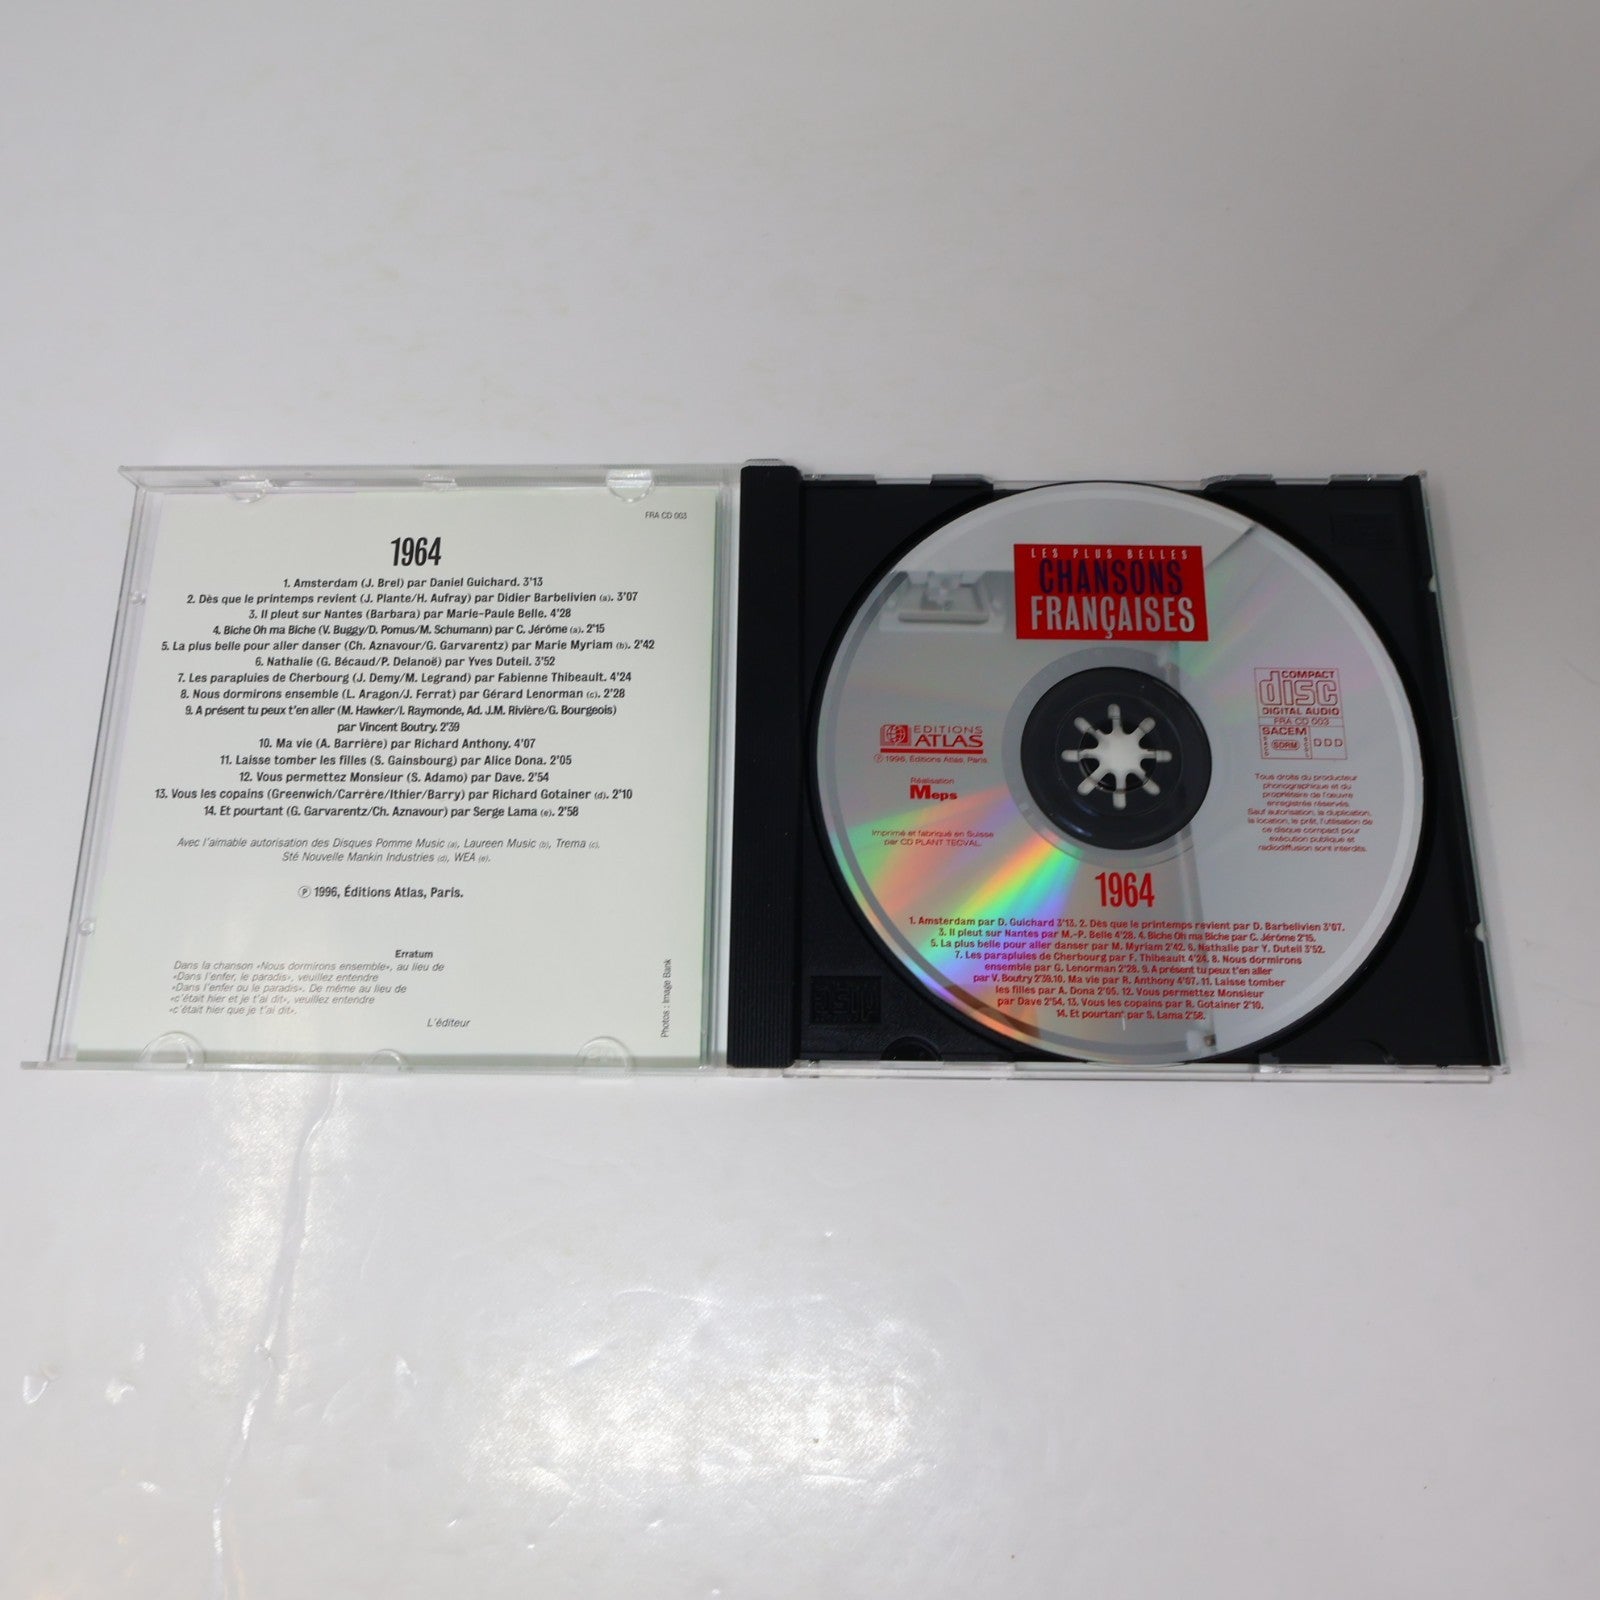 FRA CD 003
1964
1. Amsterdam (J. Brel) par Daniel Guichard. 3'13
2. Dès que le printemps revient (J. Plante/H. Aufray) par Didier Barbelivien (a). 3'07
3. Il pleut sur Nantes (Barbara) par Marie-Paule Belle. 4'28
4. Biche Oh ma Biche (V. Buggy/D. Pomus/M. Schumann) par C. Jérôme (a). 2'15
5. La plus belle pour aller danser (Ch. Aznavour/G. Garvarentz) par Marie Myriam (b). 2'42
6. Nathalie (G. Bécaud/P. Delanoë) par Yves Duteil. 3'52
7. Les parapluies de Cherbourg (J. Demy/M. Legrand) par Fabienne Thibeault. 4'24
8. Nous dormirons ensemble (L. Aragon/J. Ferrat) par Gérard Lenorman (c). 2'28
9. A présent tu peux t'en aller (M. Hawker/I. Raymonde, Ad. J.M. Rivière/G. Bourgeois)
par Vincent Boutry. 2'39
10. Ma vie (A. Barrière) par Richard Anthony. 4'07
11. Laisse tomber les filles (S. Gainsbourg) par Alice Dona. 2'05
12. Vous permettez Monsieur (S. Adamo) par Dave. 2'54
13. Vous les copains (Greenwich/Carrère/Ithier/Barry) par Richard Gotainer (d). 2'10
14. Et pourtant (G. Garvarentz/Ch. Aznavour) par Serge Lama (e). 2'58
Avec l'aimable autorisation des Disques Pomme Music (a), Laureen Music (b), Trema (c),
Sté Nouvelle Mankin Industries (d), WEA (e).
℗ 1996, Éditions Atlas, Paris.
Erratum
Dans la chanson «Nous dormirons ensemble», au lieu de
«Dans l'enfer, le paradis», veuillez entendre
«Dans l'enfer ou le paradis». De même au lieu de
«c'était hier et je t'ai dit», veuillez entendre
«c'était hier que je t'ai dit».
L'éditeur
Photos : Image Bank
LES PLUS BELLES
CHANSONS
FRANÇAISES
EDITIONS
ATLAS
℗ 1996, Editions Atlas, Paris
Réalisation
Meps
Imprimé et fabriqué en Suisse
par CD PLANT TECVAL
COMPACT
disc
DIGITAL AUDIO
FRA CD 003
SACEM
SDRM
DDD
Tous droits du producteur
phonographique et du
propriétaire de l'œuvre
enregistrée réservés.
Sauf autorisation, la duplication,
la location, le prêt, l'utilisation de
ce disque compact pour
exécution publique et
radiodiffusion sont interdits.
1964
1. Amsterdam par D. Guichard 3'13. 2. Dès que le printemps revient par D. Barbelivien 3'07.
3. Il pleut sur Nantes par M.-P. Belle 4'28. 4. Biche Oh ma Biche par C. Jérôme 2'15.
5. La plus belle pour aller danser par M. Myriam 2'42. 6. Nathalie par Y. Duteil 3'52.
7. Les parapluies de Cherbourg par F. Thibeault 4'24. 8. Nous dormirons
ensemble par G. Lenorman 2'28. 9. A présent tu peux t'en aller
par V. Boutry 2'39.10. Ma vie par R. Anthony 4'07. 11. Laisse tomber
les filles par A. Dona 2'05. 12. Vous permettez Monsieur
par Dave 2'54. 13. Vous les copains par R. Gotainer 2'10.
14. Et pourtant par S. Lama 2'58.